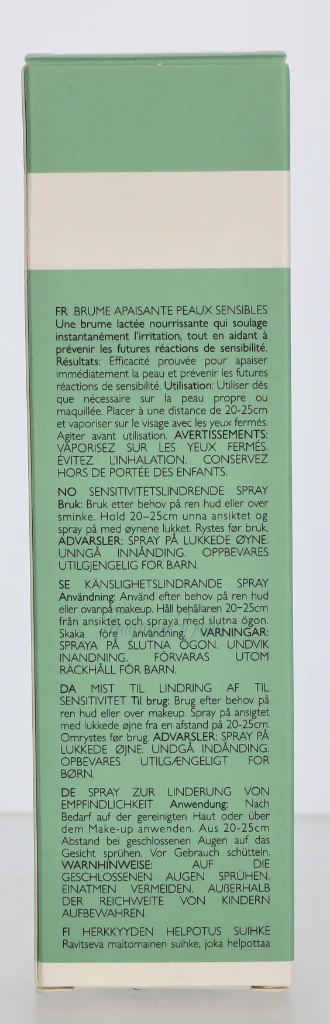 FR BRUME APAISANTE PEAUX SENSIBLES
Une brume lactée nourrissante qui soulage
instantanément l'irritation, tout en aidant à
prévenir les futures réactions de sensibilité.
Résultats: Efficacité prouvée pour apaiser
immédiatement la peau et prévenir les futures
réactions de sensibilité. Utilisation: Utiliser dès
que nécessaire sur la peau propre ou
maquillée. Placer à une distance de 20-25cm
et vaporiser sur le visage avec les yeux fermés.
Agiter avant utilisation. AVERTISSEMENTS:
VAPORISEZ SUR LES YEUX FERMÉS.
ÉVITEZ L'INHALATION. CONSERVEZ
HORS DE PORTÉE DES ENFANTS.
NO SENSITIVITETSLINDRENDE SPRAY
Bruk: Bruk etter behov på ren hud eller over
sminke. Hold 20–25cm unna ansiktet og
spray på med øynene lukket. Rystes før bruk.
ADVARSLER: SPRAY PÅ LUKKEDE ØYNE.
UNNGÅ INNÅNDING. OPPBEVARES
UTILGJENGELIG FOR BARN.
SE KÄNSLIGHETSLINDRANDE SPRAY
Användning: Använd efter behov på ren hud
eller ovanpå makeup. Håll behållaren 20–25cm
från ansiktet och spraya med slutna ögon.
Skaka före användning. VARNINGAR:
SPRAYA PÅ SLUTNA ÖGON. UNDVIK
INANDNING. FÖRVARAS UTOM
RÄCKHÅLL FÖR BARN.
DA MIST TIL LINDRING AF TIL
SENSITIVITET Til brug: Brug efter behov på
ren hud eller over makeup. Spray på ansigtet
med lukkede øjne fra en afstand på 20-25cm.
Omrystes før brug. ADVARSLER: SPRAY PÅ
LUKKEDE ØJNE. UNDGÅ INDÅNDING.
OPBEVARES UTILGÆNGELIGT FOR
BØRN.
DE SPRAY ZUR LINDERUNG VON
EMPFINDLICHKEIT Anwendung: Nach
Bedarf auf der gereinigten Haut oder über
dem Make-up anwenden. Aus 20-25cm
Abstand bei geschlossenen Augen auf das
Gesicht sprühen. Vor Gebrauch schütteln.
WARNHINWEISE: AUF DIE
GESCHLOSSENEN AUGEN SPRÜHEN.
EINATMEN VERMEIDEN. AUßERHALB
DER REICHWEITE VON KINDERN
AUFBEWAHREN.
FI HERKKYYDEN HELPOTUS SUIHKE
Ravitseva maitomainen suihke, joka helpottaa